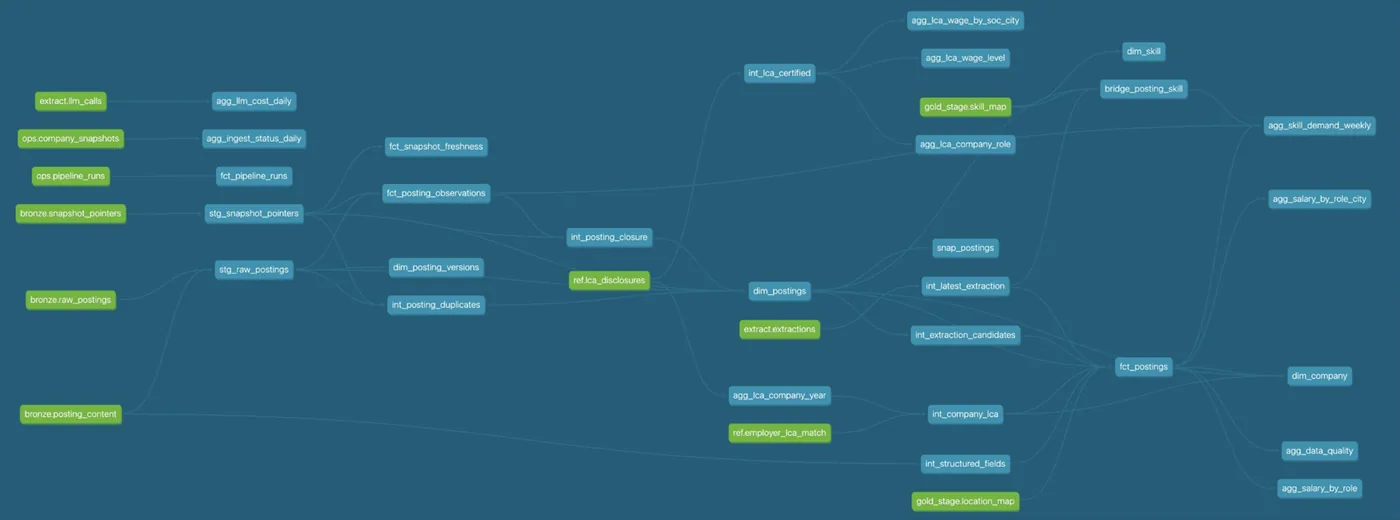 extract.llm_calls
ops.company_snapshots
ops.pipeline_runs
bronze.snapshot_pointers
bronze.raw_postings
bronze.posting_content
agg_llm_cost_daily
agg_ingest_status_daily
fct_pipeline_runs
stg_snapshot_pointers
stg_raw_postings
fct_snapshot_freshness
fct_posting_observations
dim_posting_versions
int_posting_duplicates
int_posting_closure
ref.lca_disclosures
int_lca_certified
dim_postings
extract.extractions
agg_lca_company_year
ref.employer_lca_match
agg_lca_wage_by_soc_city
agg_lca_wage_level
gold_stage.skill_map
agg_lca_company_role
snap_postings
int_latest_extraction
int_extraction_candidates
int_company_lca
int_structured_fields
gold_stage.location_map
dim_skill
bridge_posting_skill
fct_postings
agg_skill_demand_weekly
agg_salary_by_role_city
dim_company
agg_data_quality
agg_salary_by_role